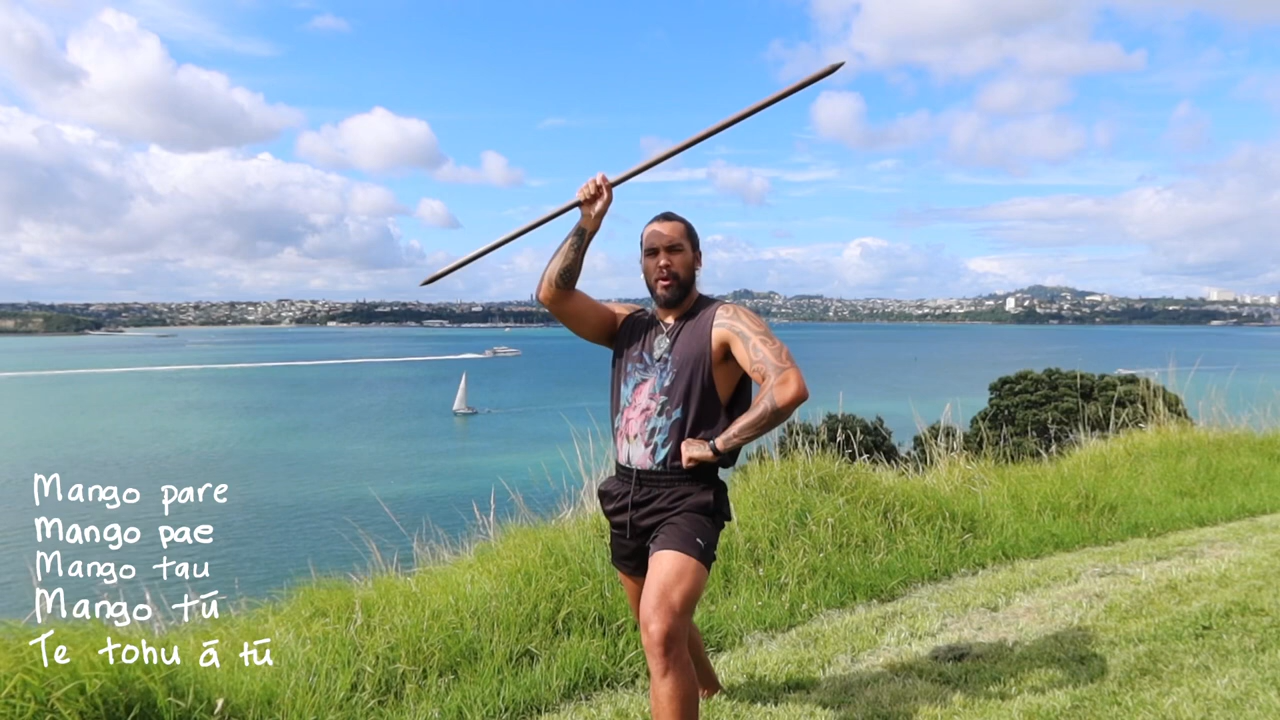 Mango pare
Mango pae
Mango tau
Mango tū
Te tohu ā tū